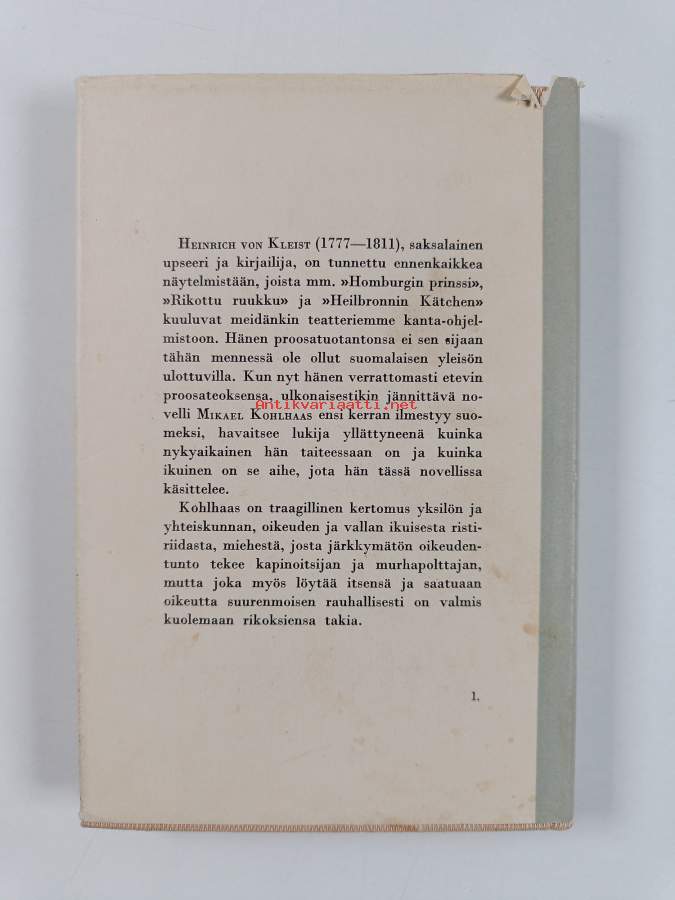 HEINRICH VON KLEIST (1777—1811), saksalainen
upseeri ja kirjailija, on tunnettu ennenkaikkea
näytelmistään, joista mm. »Homburgin prinssi»,
»Rikottu ruukku» ja »Heilbronnin Kätchen»
kuuluvat meidänkin teatteriemme kanta-ohjel-
mistoon. Hänen proosatuotantonsa ei sen sijaan
tähän mennessä ole ollut suomalaisen yleisön
ulottuvilla. Kun nyt hänen verrattomasti etevin
proosateoksensa, ulkonaisestikin jännittävä no-
Antikvariaatti.net
velli MIKAEL KOHLHAAS ensi kerran ilmestyy suo-
meksi, havaitsee lukija yllättyneenä kuinka
nykyaikainen hän taiteessaan on ja kuinka
ikuinen on se aihe, jota hän tässä novellissa
käsittelee.
Kohlhaas on traagillinen kertomus yksilön ja
yhteiskunnan, oikeuden ja vallan ikuisesta risti-
riidasta, miehestä, josta järkkymätön oikeuden-
tunto tekee kapinoitsijan ja murhapolttajan,
mutta joka myös löytää itsensä ja saatuaan
oikeutta suurenmoisen rauhallisesti on valmis
kuolemaan rikoksiensa takia.
1.